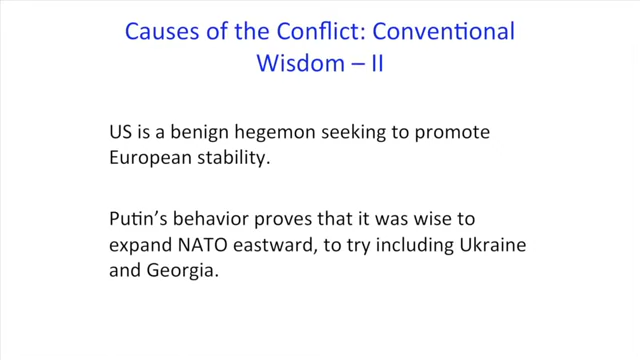 Causes of the Conflict: Conventional
Wisdom – II
US is a benign hegemon seeking to promote
European stability.
Putin's behavior proves that it was wise to
expand NATO eastward, to try including Ukraine
and Georgia.